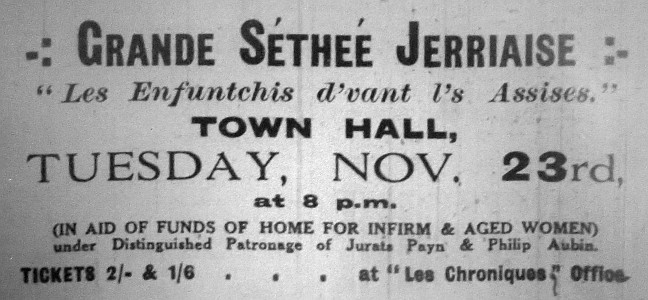 -: GRANDE SÉTHEÉ JERRIAISE :-
"Les Enfuntchis d'vant l's Assises."
TOWN HALL,
TUESDAY, NOV. 23rd,
at 8 p.m.
(IN AID OF FUNDS OF HOME FOR INFIRM & AGED WOMEN)
under Distinguished Patronage of Jurats Payn & Philip Aubin.
TICKETS 2/- & 1/6 . . . at "Les Chroniques" Office